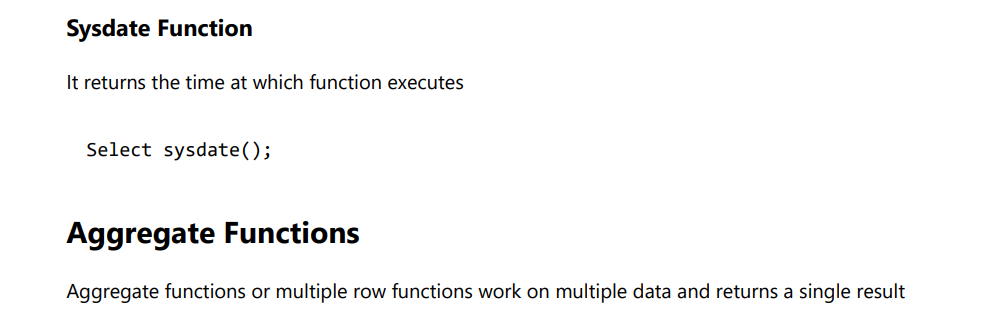 Sysdate Function
It returns the time at which function executes
Select sysdate();
Aggregate Functions
Aggregate functions or multiple row functions work on multiple data and returns a single result